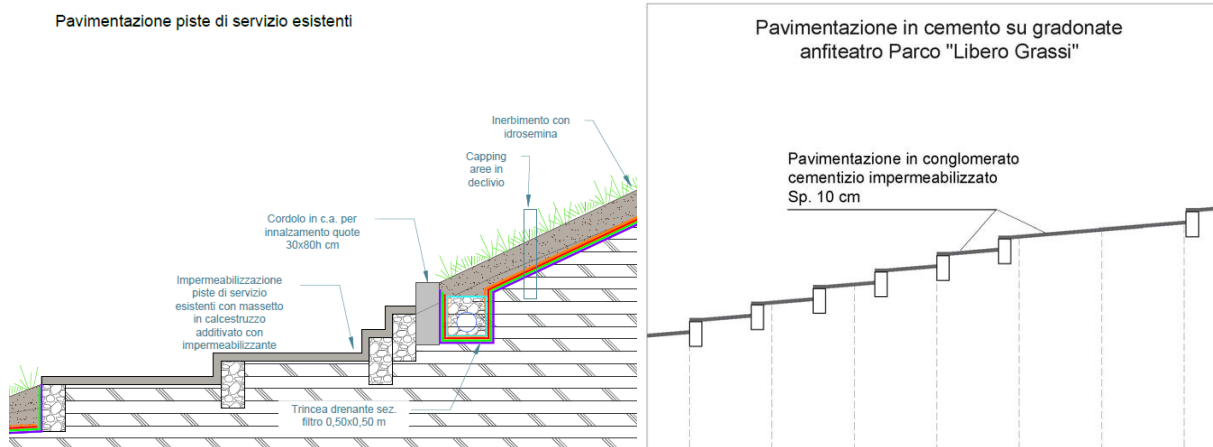 Pavimentazione piste di servizio esistenti
Inerbimento con
idrosemina
Capping
aree in
declivio
Cordolo in c.a. per
innalzamento quote
30x80h cm
Impermeabilizzazione
piste di servizio
esistenti con massetto
in calcestruzzo
additivato con
impermeabilizzante
Trincea drenante sez.
filtro 0,50x0,50 m
Pavimentazione in cemento su gradonate
anfiteatro Parco "Libero Grassi"
Pavimentazione in conglomerato
cementizio impermeabilizzato
Sp. 10 cm